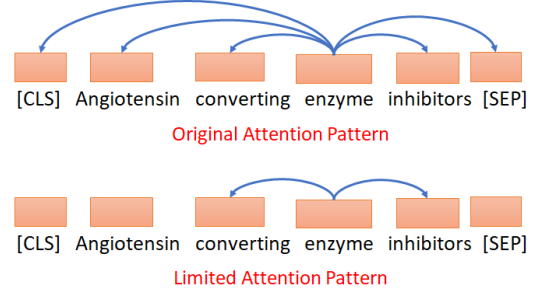 [CLS] Angiotensin converting enzyme inhibitors [SEP]
Original Attention Pattern
[CLS] Angiotensin converting enzyme inhibitors [SEP]
Limited Attention Pattern